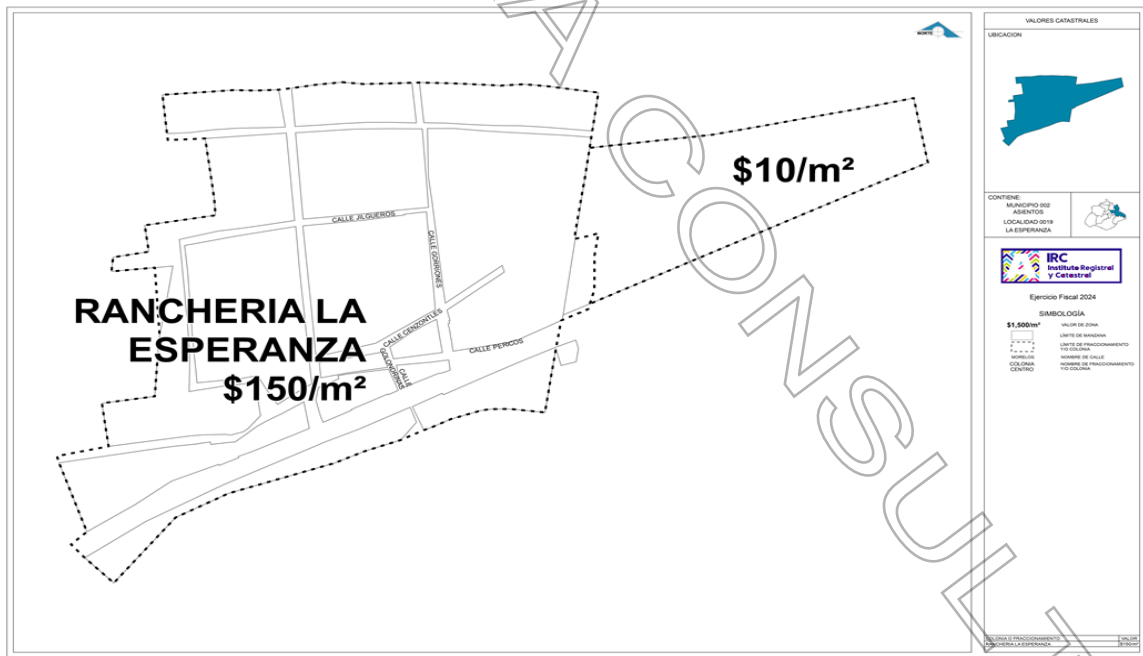 NORTE
$10/m²
CALLE JILGUEROS
CALLE GORRIONES
CALLE CENZONTLES
CALLE PERICOS
CALLE
GOLONDRINAS
RANCHERIA LA
ESPERANZA
$150/m²
A CONSULT
VALORES CATASTRALES
UBICACION
CONTIENE:
MUNICIPIO 002
ASIENTOS
LOCALIDAD 0019
LA ESPERANZA
IRC
Instituto Registral
y Catastral
Ejercicio Fiscal 2024
SIMBOLOGÍA
$1,500/m² VALOR DE ZONA
LÍMITE DE MANZANA
LÍMITE DE FRACCIONAMIENTO
Y/O COLONIA
MORELOS NOMBRE DE CALLE
COLONIA NOMBRE DE FRACCIONAMIENTO
CENTRO Y/O COLONIA
COLONIA O FRACCIONAMIENTO VALOR
RANCHERIA LA ESPERANZA $150/m²